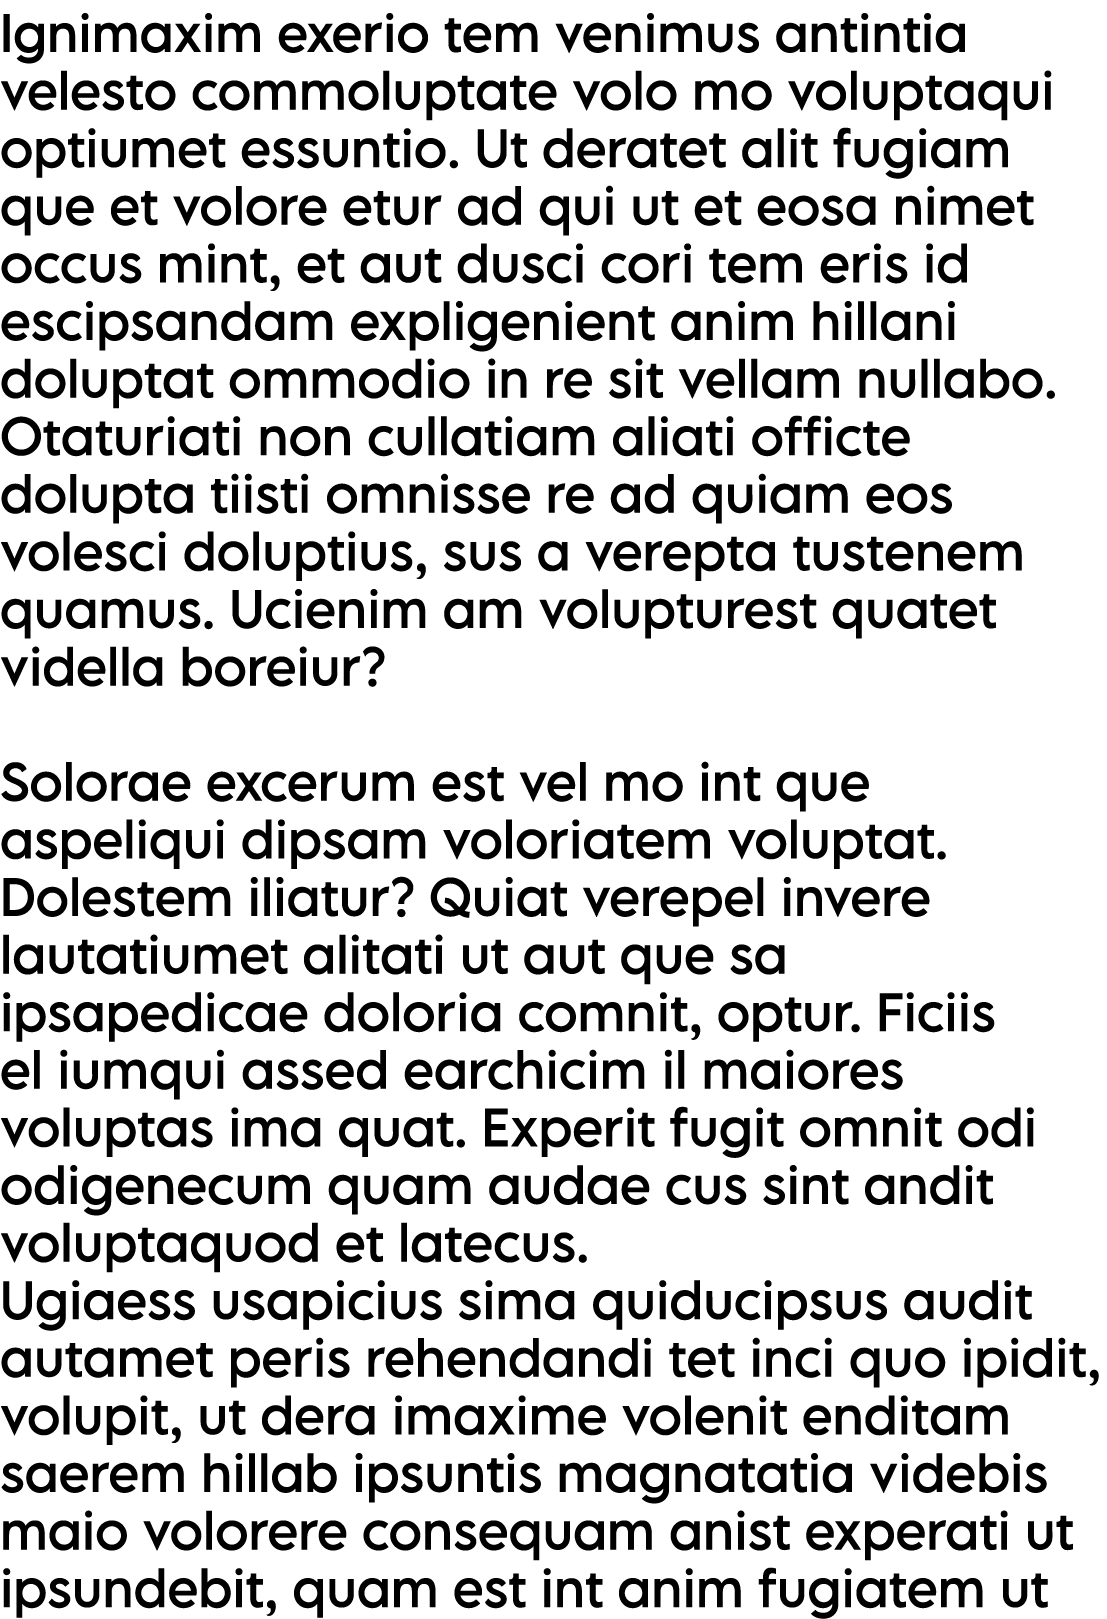 Ignimaxim exerio tem venimus antintia
velesto commoluptate volo mo voluptaqui
optiumet essuntio. Ut deratet alit fugiam
que et volore etur ad qui ut et eosa nimet
occus mint, et aut dusci cori tem eris id
escipsandam expligenient anim hillani
doluptat ommodio in re sit vellam nullabo.
Otaturiati non cullatiam aliati officte
dolupta tiisti omnisse re ad quiam eos
volesci doluptius, sus a verepta tustenem
quamus. Ucienim am volupturest quatet
vidella boreiur?

Solorae excerum est vel mo int que
aspeliqui dipsam voloriatem voluptat.
Dolestem iliatur? Quiat verepel invere
lautatiumet alitati ut aut que sa
ipsapedicae doloria comnit, optur. Ficiis
el iumqui assed earchicim il maiores
voluptas ima quat. Experit fugit omnit odi
odigenecum quam audae cus sint andit
voluptaquod et latecus.
Ugiaess usapicius sima quiducipsus audit
autamet peris rehendandi tet inci quo ipidit,
volupit, ut dera imaxime volenit enditam
saerem hillab ipsuntis magnatatia videbis
maio volorere consequam anist experati ut
ipsundebit, quam est int anim fugiatem ut